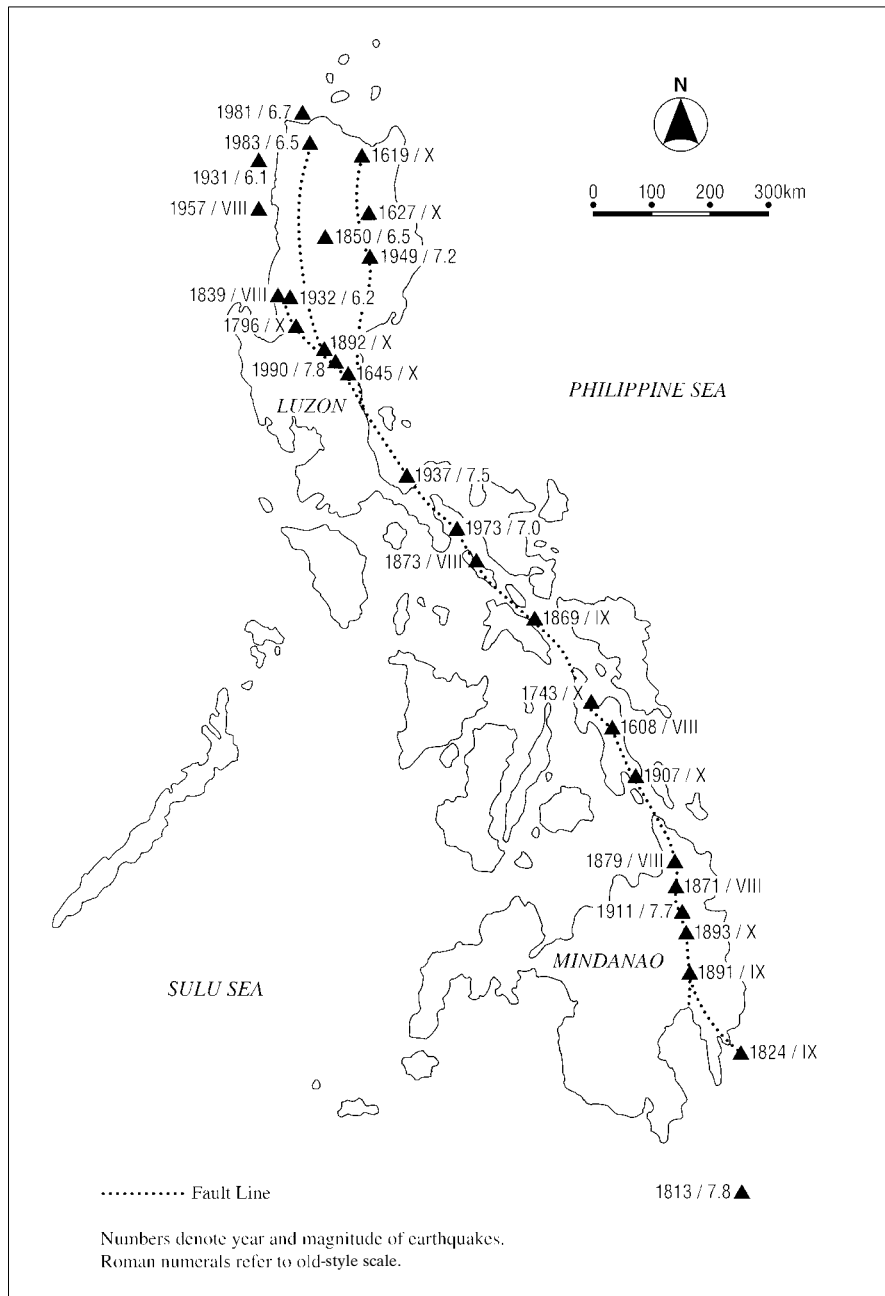 N
0 100 200 300km
1981 / 6.7
1983 / 6.5
1619 / X
1931 / 6.1
1957 / VIII
1627 / X
1850 / 6.5
1949 / 7.2
1839 / VIII
1932 / 6.2
1796 / X
1892 / X
1990 / 7.8
1645 / X
PHILIPPINE SEA
LUZON
1937 / 7.5
1973 / 7.0
1873 / VIII
1869 / IX
1743 / X
1608 / VIII
1907 / X
1879 / VIII
1871 / VIII
1911 / 7.7
1893 / X
MINDANAO
1891 / IX
SULU SEA
1824 / IX
Fault Line
1813 / 7.8
Numbers denote year and magnitude of earthquakes.
Roman numerals refer to old-style scale.